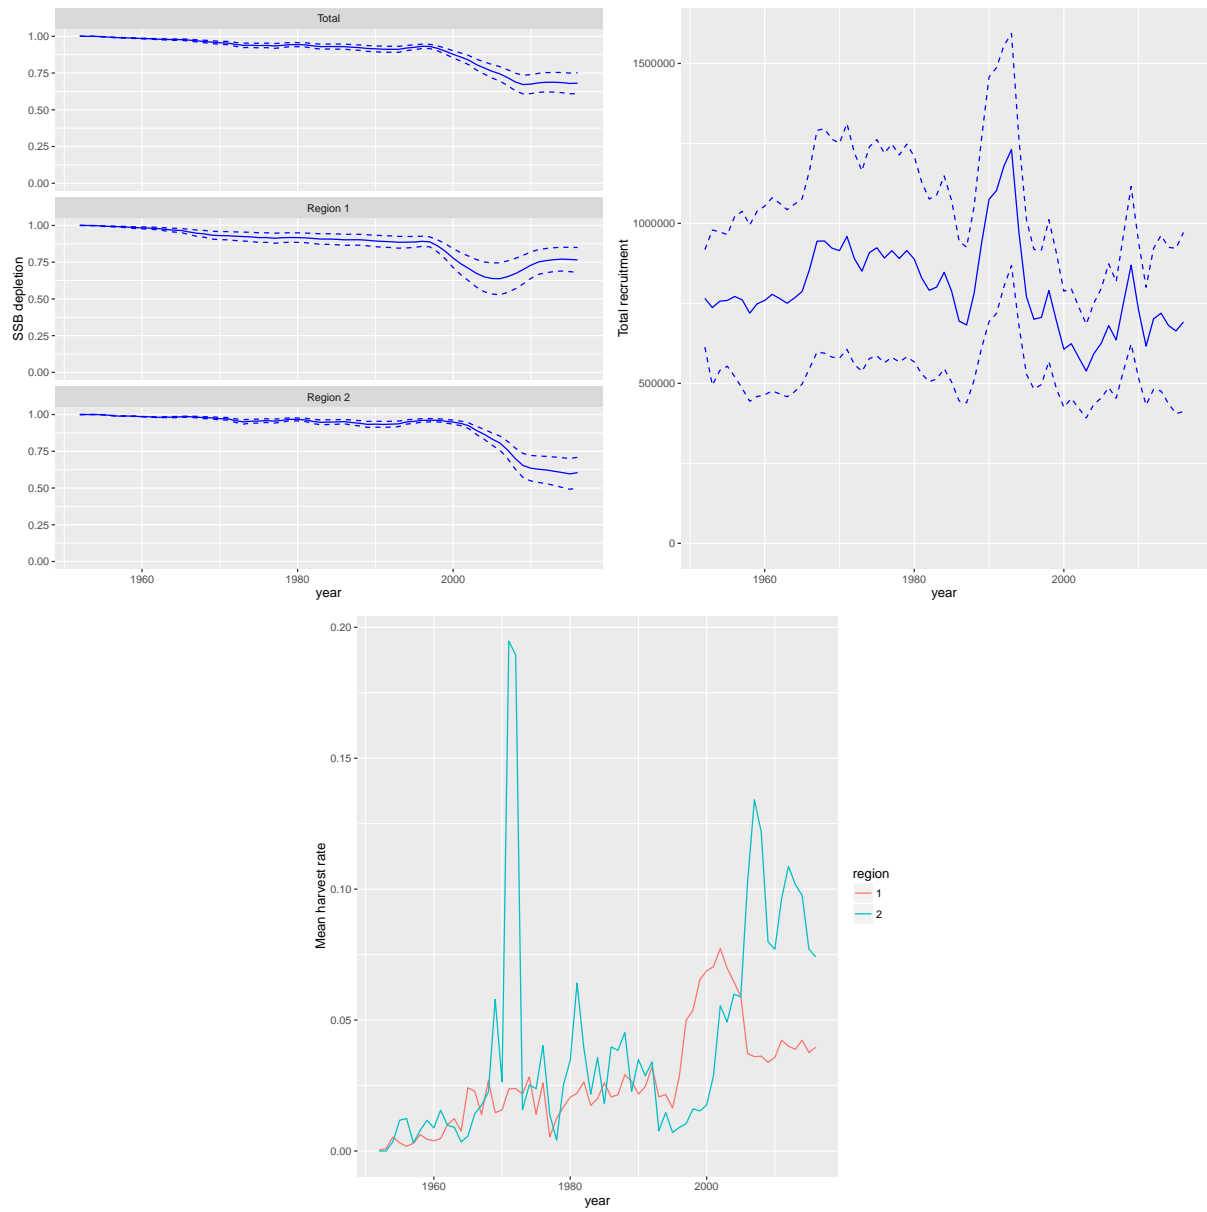 Total
1.00
0.75
0.50
0.25
0.00
Region 1
1.00
0.75
0.50
0.25
0.00
Region 2
1.00
0.75
0.50
0.25
0.00
SSB depletion
1960 1980 2000
year
1500000
1000000
500000
0
Total recruitment
1960 1980 2000
year
0.20
0.15
0.10
0.05
0.00
Mean harvest rate
1960 1980 2000
year
region
1
2